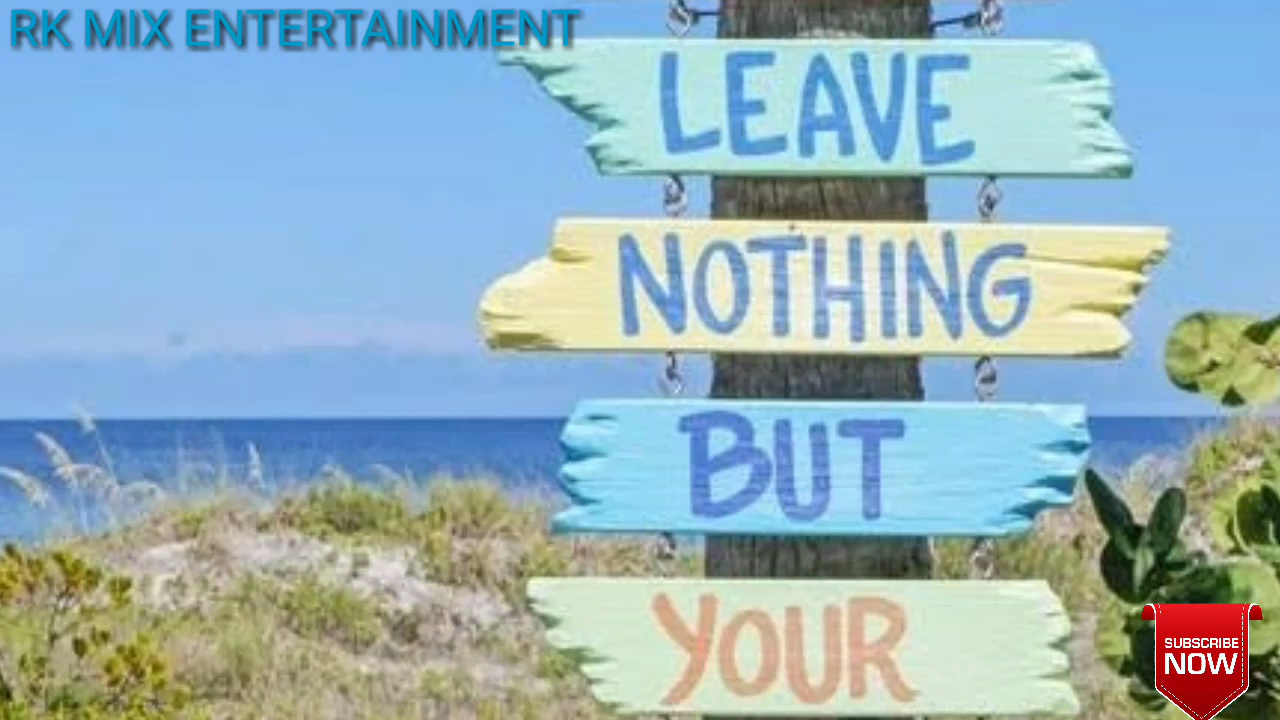 RK MIX ENTERTAINMENT
LEAVE
NOTHING
BUT
YOUR
SUBSCRIBE
NOW